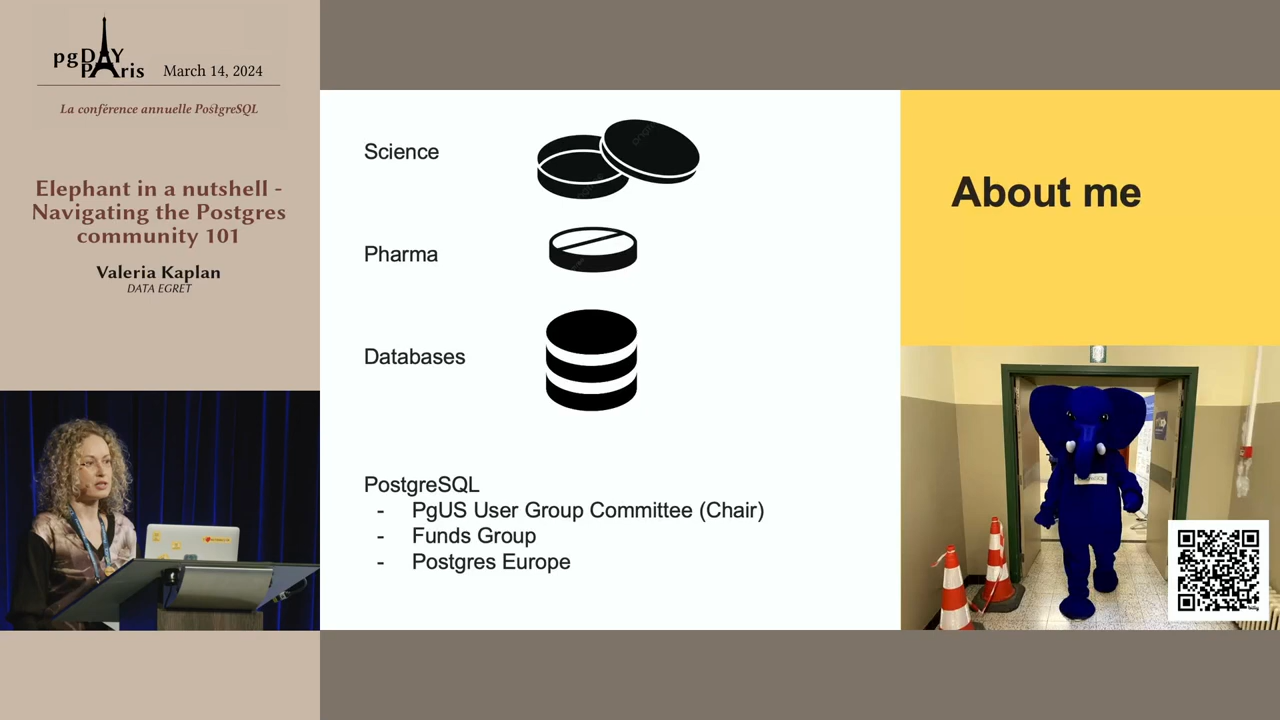 pgDAY
PAris
March 14, 2024
La conférence annuelle PostgreSQL
Elephant in a nutshell -
Navigating the Postgres
community 101
Valeria Kaplan
DATA EGRET
Science
Pharma
Databases
PostgreSQL
- PgUS User Group Committee (Chair)
- Funds Group
- Postgres Europe
About me